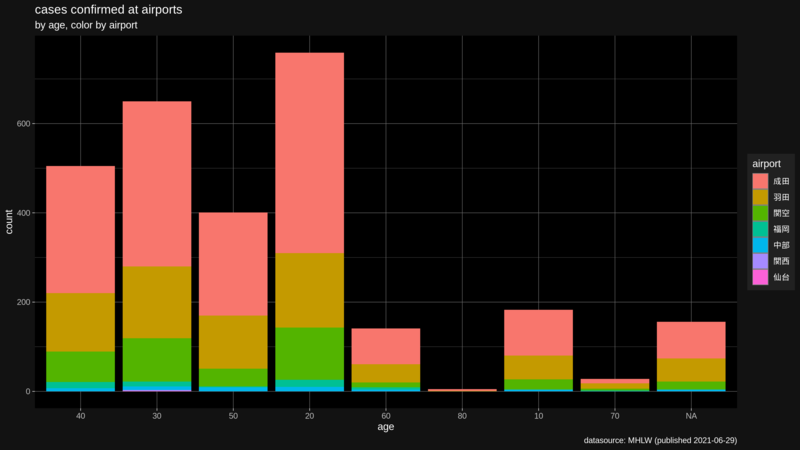 cases confirmed at airports
by age, color by airport
count
600
400
200
0
40 30 50 20 60 80 10 70 NA
age
airport
成田
羽田
関空
福岡
中部
関西
仙台
datasource: MHLW (published 2021-06-29)